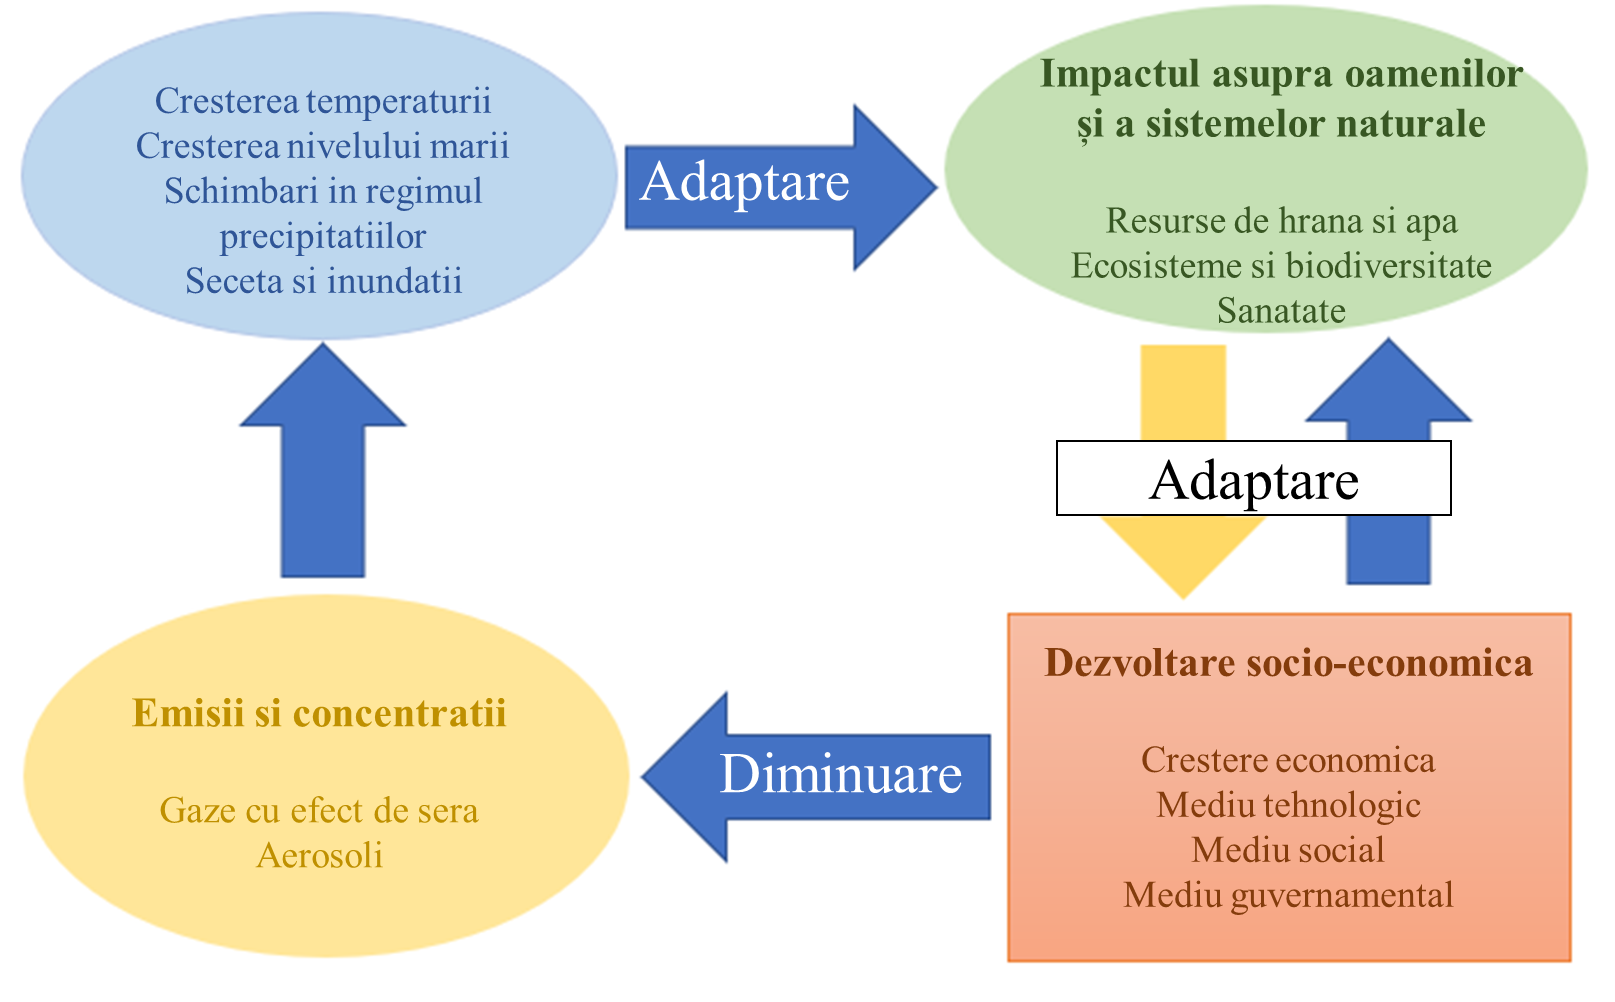 Cresterea temperaturii
Cresterea nivelului marii
Schimbari in regimul
precipitatiilor
Seceta si inundatii
Adaptare
Impactul asupra oamenilor
și a sistemelor naturale
Resurse de hrana si apa
Ecosisteme si biodiversitate
Sanatate
Adaptare
Emisii si concentratii
Gaze cu efect de sera
Aerosoli
Diminuare
Dezvoltare socio-economica
Crestere economica
Mediu tehnologic
Mediu social
Mediu guvernamental